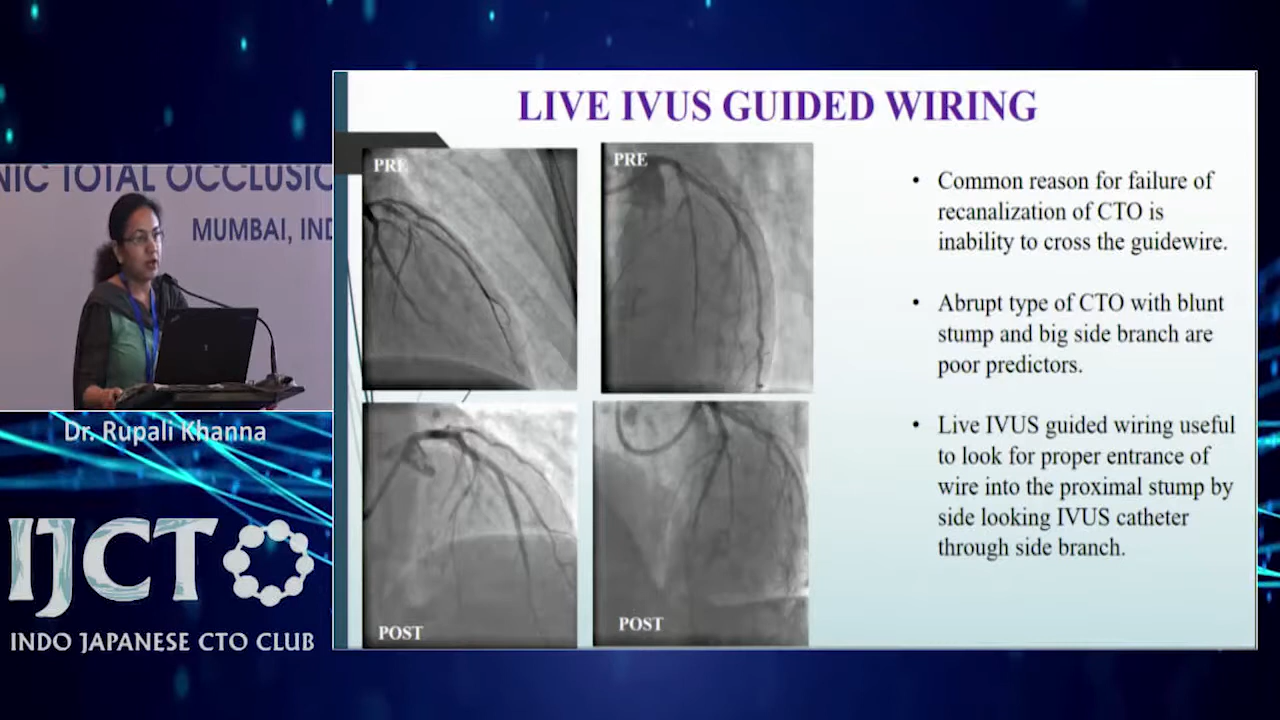 LIVE IVUS GUIDED WIRING
PRE
PRE
POST
POST
• Common reason for failure of
recanalization of CTO is
inability to cross the guidewire.
• Abrupt type of CTO with blunt
stump and big side branch are
poor predictors.
• Live IVUS guided wiring useful
to look for proper entrance of
wire into the proximal stump by
side looking IVUS catheter
through side branch.
NIC TOTAL OCCLUSIO
MUMBAI, IND
Dr. Rupali Khanna
IJCTO
INDO JAPANESE CTO CLUB